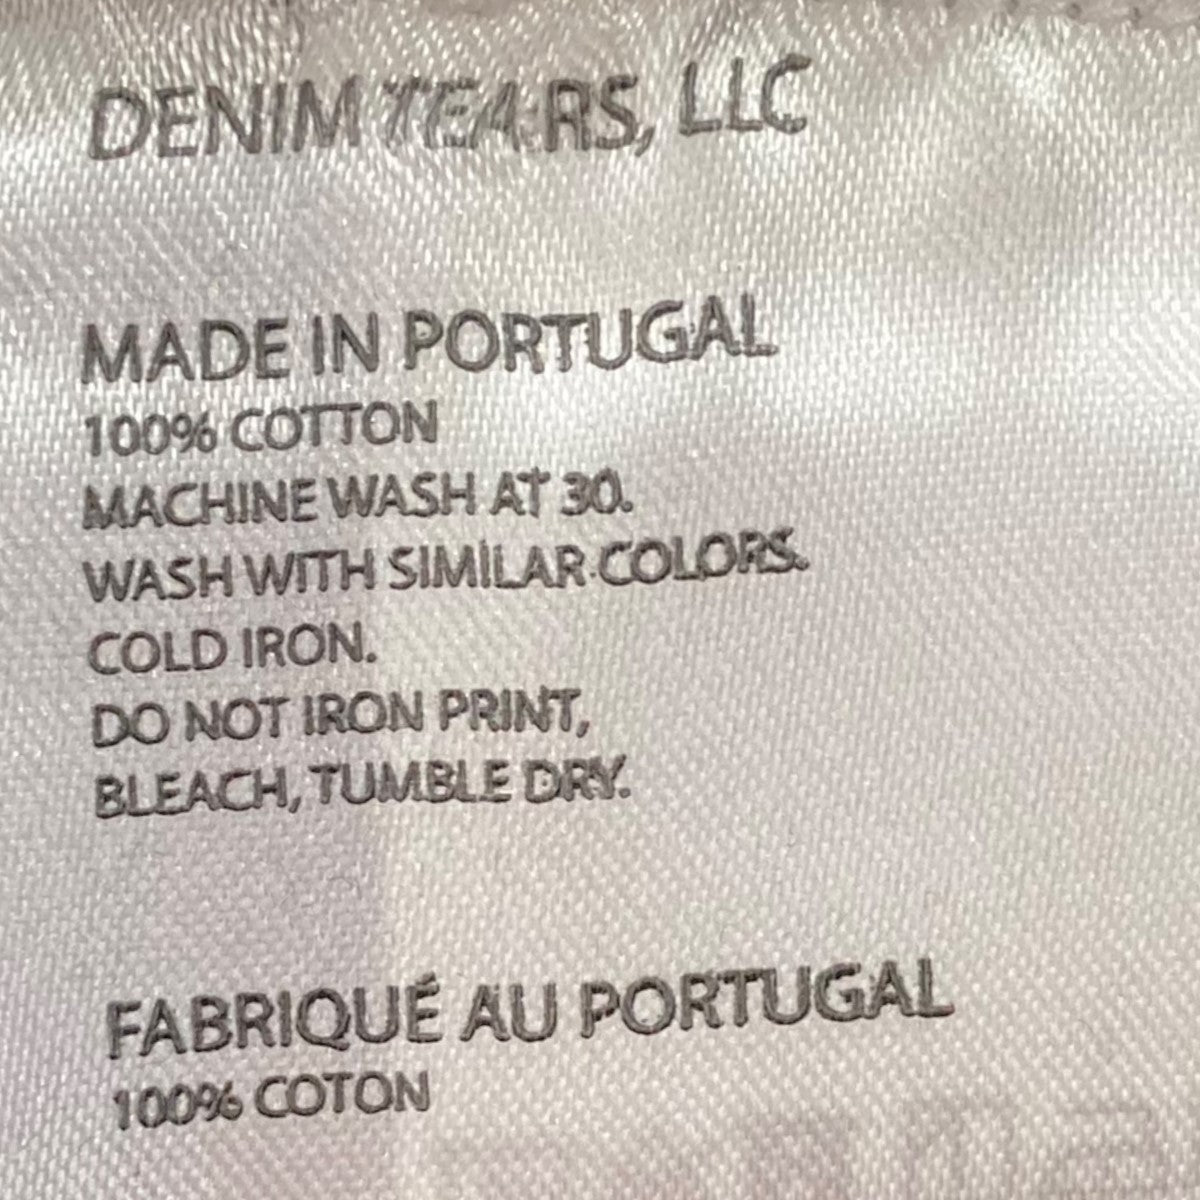 DENIM TEARS, LLC
MADE IN PORTUGAL
100% COTTON
MACHINE WASH AT 30.
WASH WITH SIMILAR COLORS.
COLD IRON.
DO NOT IRON PRINT,
BLEACH, TUMBLE DRY.
FABRIQUÉ AU PORTUGAL
100% COTON